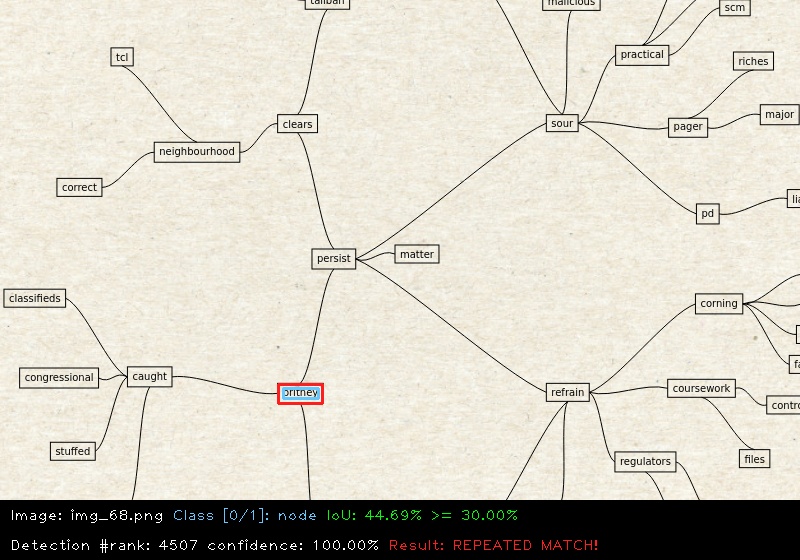 taliban
malicious
scm
practical
tcl
riches
major
clears
sour
pager
neighbourhood
correct
pd
matter
persist
classifieds
corning
congressional
caught
britney
refrain
coursework
stuffed
files
regulators
Image: img_68.png Class [0/1]: node IoU: 44.69% >= 30.00%
Detection #rank: 4507 confidence: 100.00% Result: REPEATED MATCH!